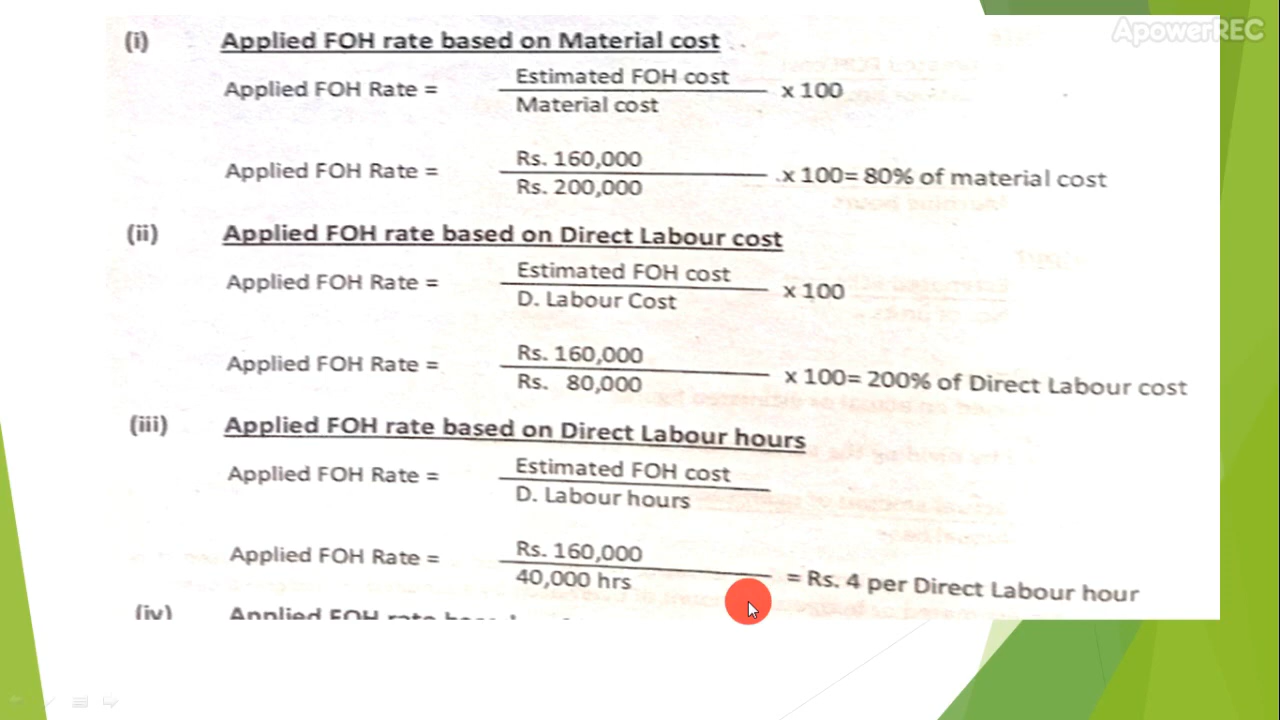 ApowerREC
(i) Applied FOH rate based on Material cost
Applied FOH Rate = Estimated FOH cost x 100
Material cost
Applied FOH Rate = Rs. 160,000 x 100= 80% of material cost
Rs. 200,000
(ii) Applied FOH rate based on Direct Labour cost
Applied FOH Rate = Estimated FOH cost x 100
D. Labour Cost
Applied FOH Rate = Rs. 160,000 x 100= 200% of Direct Labour cost
Rs. 80,000
(iii) Applied FOH rate based on Direct Labour hours
Applied FOH Rate = Estimated FOH cost
D. Labour hours
Applied FOH Rate = Rs. 160,000 = Rs. 4 per Direct Labour hour
40,000 hrs
(iv) Applied FOH rate